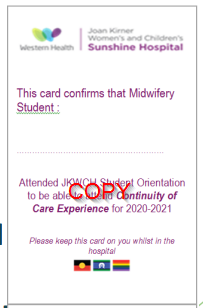 Western Health
Joan Kirner
Women's and Children's
Sunshine Hospital
This card confirms that Midwifery
Student :
Attended JKWCH Student Orientation
to be able to attend Continuity of
Care Experience for 2020-2021
COPY
Please keep this card on you whilst in the
hospital